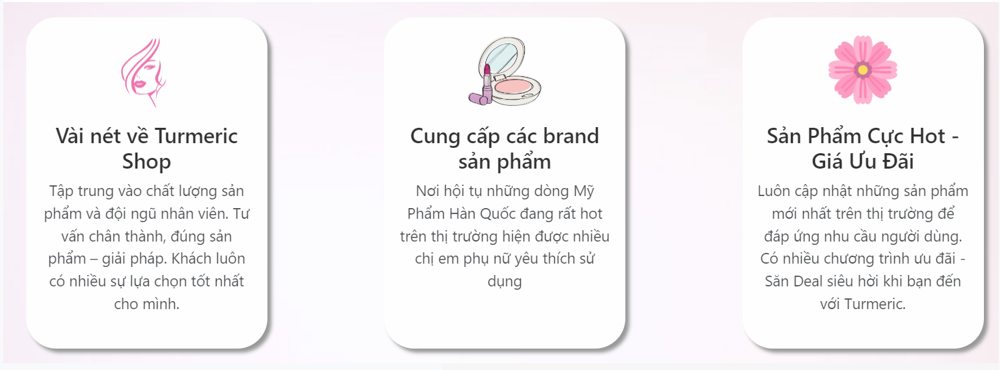 Vài nét về Turmeric
Shop
Tập trung vào chất lượng sản
phẩm và đội ngũ nhân viên. Tư
vấn chân thành, đúng sản
phẩm – giải pháp. Khách luôn
có nhiều sự lựa chọn tốt nhất
cho mình.
Cung cấp các brand
sản phẩm
Nơi hội tụ những dòng Mỹ
Phẩm Hàn Quốc đang rất hot
trên thị trường hiện được nhiều
chị em phụ nữ yêu thích sử
dụng
Sản Phẩm Cực Hot -
Giá Ưu Đãi
Luôn cập nhật những sản phẩm
mới nhất trên thị trường để
đáp ứng nhu cầu người dùng.
Có nhiều chương trình ưu đãi -
Săn Deal siêu hời khi bạn đến
với Turmeric.